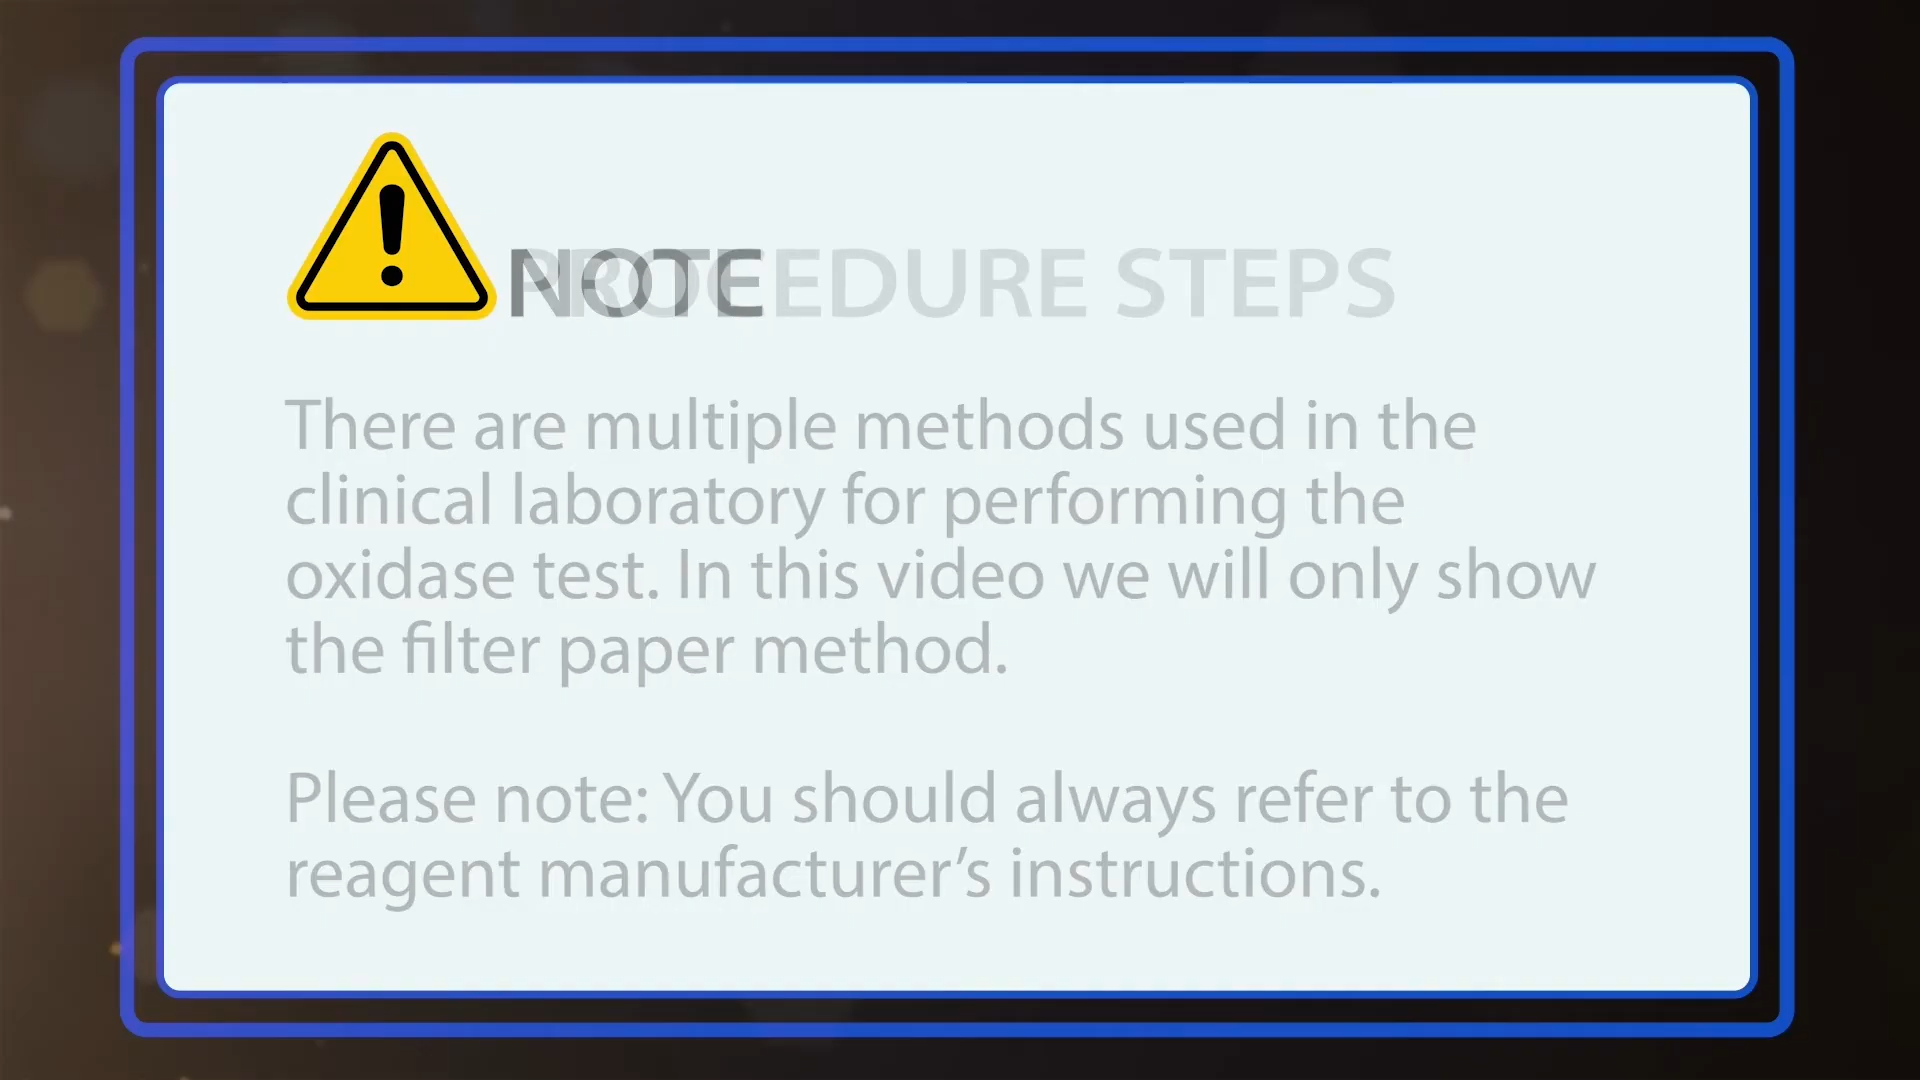 NOTE
PROCEDURE STEPS
There are multiple methods used in the
clinical laboratory for performing the
oxidase test. In this video we will only show
the filter paper method.
Please note: You should always refer to the
reagent manufacturer’s instructions.